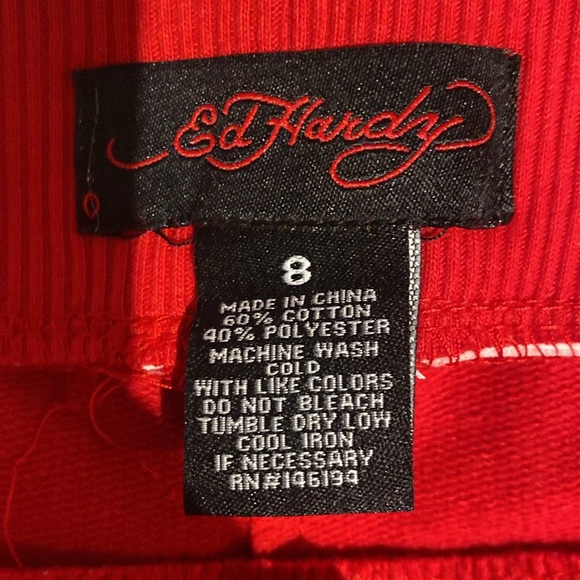 Ed Hardy
8
MADE IN CHINA
60% COTTON
40% POLYESTER
MACHINE WASH
COLD
WITH LIKE COLORS
DO NOT BLEACH
TUMBLE DRY LOW
COOL IRON
IF NECESSARY
RN#146194